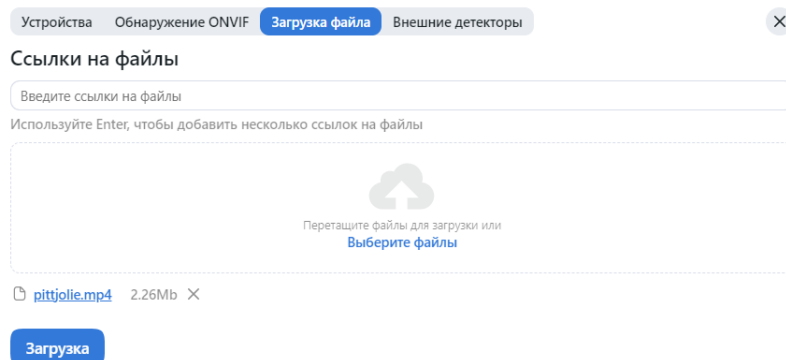 Устройства Обнаружение ONVIF Загрузка файла Внешние детекторы
Ссылки на файлы
Введите ссылки на файлы
Используйте Enter, чтобы добавить несколько ссылок на файлы
Перетащите файлы для загрузки или
Выберите файлы
pittjolie.mp4 2.26Mb
Загрузка